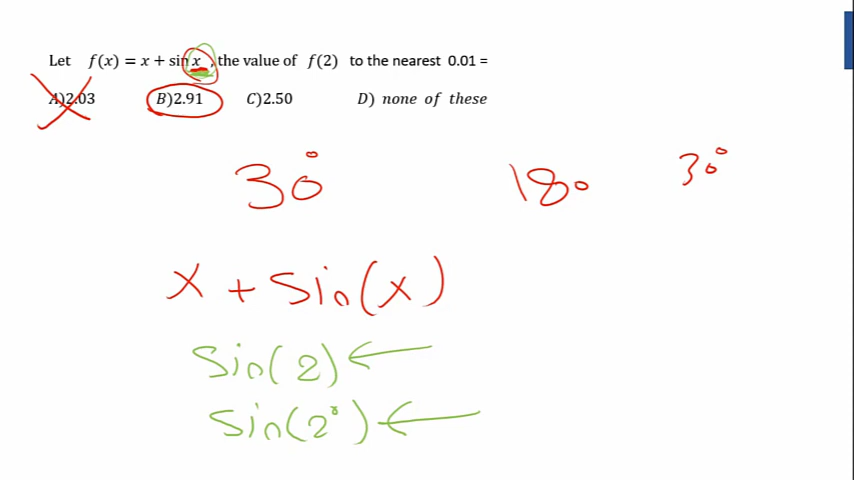 Let f(x) = x + sin x , the value of f(2) to the nearest 0.01 =
A)2.03 B)2.91 C)2.50 D) none of these
30° 180 30°
x + Sin(x)
Sin(2) ←
Sin(2°) ←